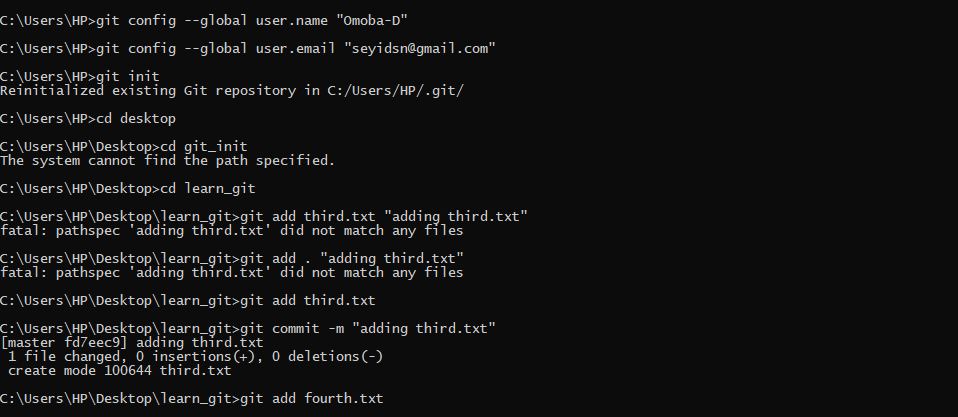 C:\Users\HP>git config --global user.name "Omoba-D"
C:\Users\HP>git config --global user.email "seyidsn@gmail.com"
C:\Users\HP>git init
Reinitialized existing Git repository in C:/Users/HP/.git/
C:\Users\HP>cd desktop
C:\Users\HP\Desktop>cd git_init
The system cannot find the path specified.
C:\Users\HP\Desktop>cd learn_git
C:\Users\HP\Desktop\learn_git>git add third.txt "adding third.txt"
fatal: pathspec 'adding third.txt' did not match any files
C:\Users\HP\Desktop\learn_git>git add . "adding third.txt"
fatal: pathspec 'adding third.txt' did not match any files
C:\Users\HP\Desktop\learn_git>git add third.txt
C:\Users\HP\Desktop\learn_git>git commit -m "adding third.txt"
[master fd7eec9] adding third.txt
 1 file changed, 0 insertions(+), 0 deletions(-)
 create mode 100644 third.txt
C:\Users\HP\Desktop\learn_git>git add fourth.txt